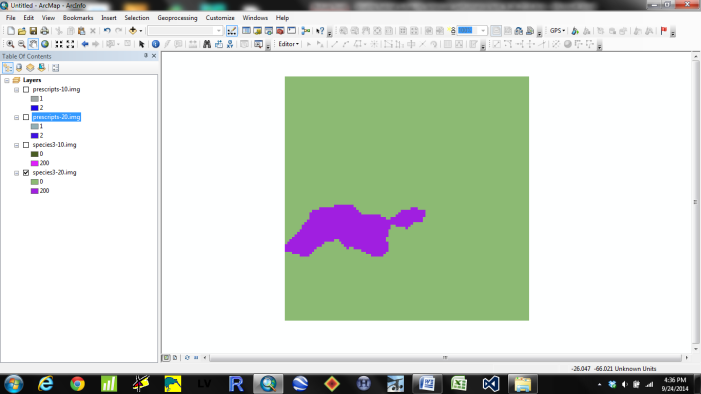 Untitled - ArcMap - ArcInfo
File Edit View Bookmarks Insert Selection Geoprocessing Customize Windows Help
Editor
GPS
Table Of Contents
Layers
prescripts-10.img
1
2
prescripts-20.img
1
2
species3-10.img
0
200
species3-20.img
0
200
-26.047 -66.021 Unknown Units
LV R H W
4:36 PM
9/24/2014